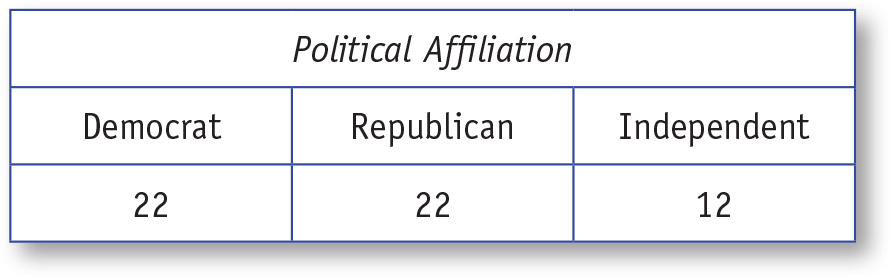 Political Affiliation
Democrat Republican Independent
22 22 12